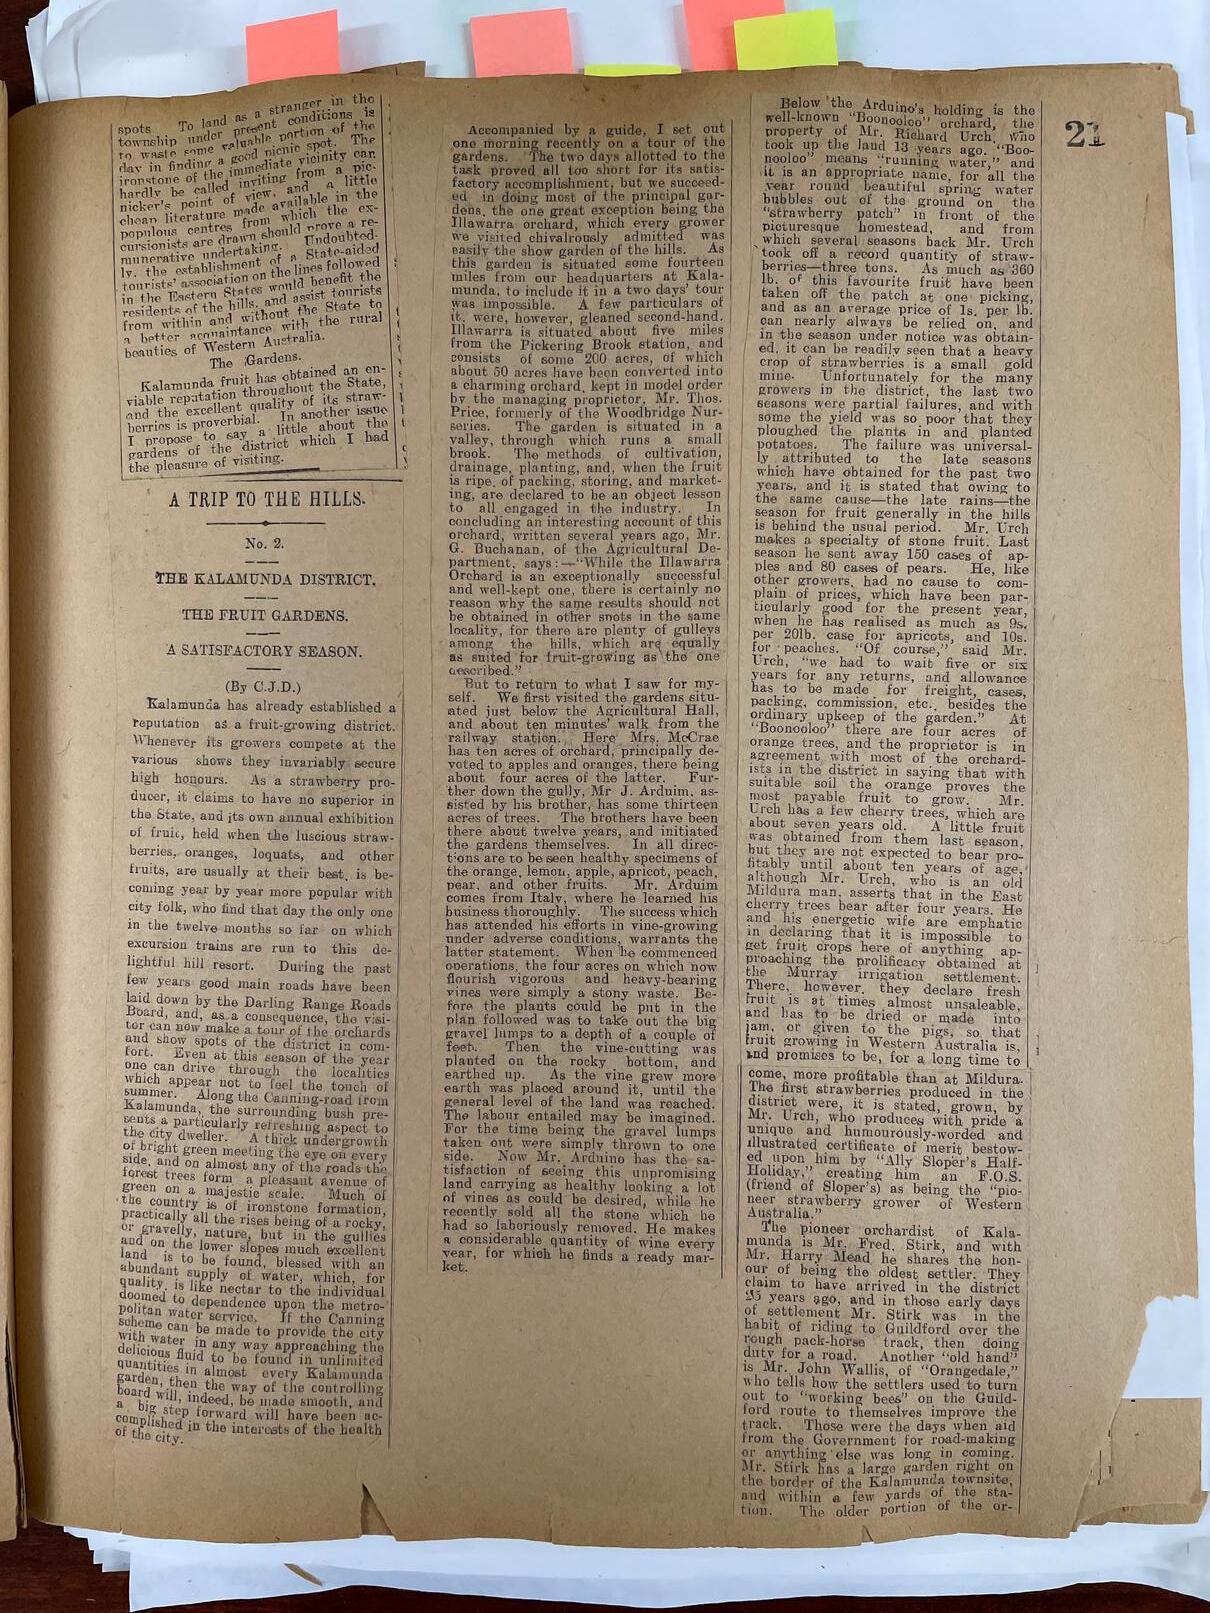 21
spots To land as a stranger in the
township under present conditions is
to waste some valuable portion of the
day in finding a good picnic spot. The
ironstone of the immediate vicinity can
hardly be called inviting from a pic-
nicker's point of view, and a little
cheap literature made available in the
populous centres from which the ex-
cursionists are drawn should prove a re-
munerative undertaking. Undoubted-
ly, the establishment of a State-aided
tourists' association on the lines followed
in the Eastern States would benefit the
residents of the hills, and assist tourists
from within and without the State to
a better acquaintance with the rural
beauties of Western Australia.
The Gardens.
Kalamunda fruit has obtained an en-
viable reputation throughout the State,
and the excellent quality of its straw-
berries is proverbial. In another issue
I propose to say a little about the
gardens of the district which I had
the pleasure of visiting.
A TRIP TO THE HILLS.
No. 2.
THE KALAMUNDA DISTRICT.
THE FRUIT GARDENS.
A SATISFACTORY SEASON.
(By C.J.D.)
Kalamunda has already established a
reputation as a fruit-growing district.
Whenever its growers compete at the
various shows they invariably secure
high honours. As a strawberry pro-
ducer, it claims to have no superior in
the State, and its own annual exhibition
of fruit, held when the luscious straw-
berries, oranges, loquats, and other
fruits, are usually at their best, is be-
coming year by year more popular with
city folk, who find that day the only one
in the twelve months so far on which
excursion trains are run to this de-
lightful hill resort. During the past
few years good main roads have been
laid down by the Darling Range Roads
Board, and, as a consequence, the visi-
tor can now make a tour of the orchards
and show spots of the district in com-
fort. Even at this season of the year
one can drive through the localities
which appear not to feel the touch of
summer. Along the Canning-road from
Kalamunda, the surrounding bush pre-
sents a particularly refreshing aspect to
the city dweller. A thick undergrowth
of bright green meeting the eye on every
side, and on almost any of the roads the
forest trees form a pleasant avenue of
green on a majestic scale. Much of
the country is of ironstone formation,
practically all the rises being of a rocky,
or gravelly, nature, but in the gullies
and on the lower slopes much excellent
land is to be found, blessed with an
abundant supply of water, which, for
quality, is like nectar to the individual
doomed to dependence upon the metro-
politan water service. If the Canning
scheme can be made to provide the city
with water in any way approaching the
delicious fluid to be found in unlimited
quantities in almost every Kalamunda
garden, then the way of the controlling
board will, indeed, be made smooth, and
a big step forward will have been ac-
complished in the interests of the health
of the city.
Accompanied by a guide, I set out
one morning recently on a tour of the
gardens. The two days allotted to the
task proved all too short for its satis-
factory accomplishment, but we succeed-
ed in doing most of the principal gar-
dens, the one great exception being the
Illawarra orchard, which every grower
we visited chivalrously admitted was
easily the show garden of the hills. As
this garden is situated some fourteen
miles from our headquarters at Kala-
munda, to include it in a two days' tour
was impossible. A few particulars of
it, were, however, gleaned second-hand.
Illawarra is situated about five miles
from the Pickering Brook station, and
consists of some 200 acres, of which
about 50 acres have been converted into
a charming orchard, kept in model order
by the managing proprietor, Mr. Thos.
Price, formerly of the Woodbridge Nur-
series. The garden is situated in a
valley, through which runs a small
brook. The methods of cultivation,
drainage, planting, and, when the fruit
is ripe, of packing, storing, and market-
ing, are declared to be an object lesson
to all engaged in the industry. In
concluding an interesting account of this
orchard, written several years ago, Mr.
G. Buchanan, of the Agricultural De-
partment, says:—"While the Illawarra
Orchard is an exceptionally successful
and well-kept one, there is certainly no
reason why the same results should not
be obtained in other spots in the same
locality, for there are plenty of gulleys
among the hills, which are equally
as suited for fruit-growing as the one
described."
But to return to what I saw for my-
self. We first visited the gardens situ-
ated just below the Agricultural Hall,
and about ten minutes' walk from the
railway station. Here Mrs. McCrae
has ten acres of orchard, principally de-
voted to apples and oranges, there being
about four acres of the latter. Fur-
ther down the gully, Mr J. Arduim, as-
sisted by his brother, has some thirteen
acres of trees. The brothers have been
there about twelve years, and initiated
the gardens themselves. In all direc-
tions are to be seen healthy specimens of
the orange, lemon, apple, apricot, peach,
pear, and other fruits. Mr. Arduim
comes from Italy, where he learned his
business thoroughly. The success which
has attended his efforts in vine-growing
under adverse conditions, warrants the
latter statement. When he commenced
operations, the four acres on which now
flourish vigorous and heavy-bearing
vines were simply a stony waste. Be-
fore the plants could be put in the
plan followed was to take out the big
gravel lumps to a depth of a couple of
feet. Then the vine-cutting was
planted on the rocky bottom, and
earthed up. As the vine grew more
earth was placed around it, until the
general level of the land was reached.
The labour entailed may be imagined.
For the time being the gravel lumps
taken out were simply thrown to one
side. Now Mr. Arduino has the sa-
tisfaction of seeing this unpromising
land carrying as healthy looking a lot
of vines as could be desired, while he
recently sold all the stone which he
had so laboriously removed. He makes
a considerable quantity of wine every
year, for which he finds a ready mar-
ket.
Below the Arduino's holding is the
well-known "Boonooloo" orchard, the
property of Mr. Richard Urch, who
took up the land 13 years ago. "Boo-
nooloo" means "running water," and
it is an appropriate name, for all the
year round beautiful spring water
bubbles out of the ground on the
"strawberry patch" in front of the
picturesque homestead, and from
which several seasons back Mr. Urch
took off a record quantity of straw-
berries—three tons. As much as 360
lb. of this favourite fruit have been
taken off the patch at one picking,
and as an average price of 1s. per lb.
can nearly always be relied on, and
in the season under notice was obtain-
ed, it can be readily seen that a heavy
crop of strawberries is a small gold
mine. Unfortunately for the many
growers in the district, the last two
seasons were partial failures, and with
some the yield was so poor that they
ploughed the plants in and planted
potatoes. The failure was universal-
ly attributed to the late seasons
which have obtained for the past two
years, and it is stated that owing to
the same cause—the late rains—the
season for fruit generally in the hills
is behind the usual period. Mr. Urch
makes a specialty of stone fruit. Last
season he sent away 150 cases of ap-
ples and 80 cases of pears. He, like
other growers, had no cause to com-
plain of prices, which have been par-
ticularly good for the present year,
when he has realised as much as 9s.
per 20lb. case for apricots, and 10s.
for peaches. "Of course," said Mr.
Urch, "we had to wait five or six
years for any returns, and allowance
has to be made for freight, cases,
packing, commission, etc., besides the
ordinary upkeep of the garden." At
"Boonooloo" there are four acres of
orange trees, and the proprietor is in
agreement with most of the orchard-
ists in the district in saying that with
suitable soil the orange proves the
most payable fruit to grow. Mr.
Urch has a few cherry trees, which are
about seven years old. A little fruit
was obtained from them last season,
but they are not expected to bear pro-
fitably until about ten years of age,
although Mr. Urch, who is an old
Mildura man, asserts that in the East
cherry trees bear after four years. He
and his energetic wife are emphatic
in declaring that it is impossible to
get fruit crops here of anything ap-
proaching the prolificacy obtained at
the Murray irrigation settlement.
There, however, they declare fresh
fruit is at times almost unsaleable,
and has to be dried or made into
jam, or given to the pigs, so that
fruit growing in Western Australia is,
and promises to be, for a long time to
come, more profitable than at Mildura.
The first strawberries produced in the
district were, it is stated, grown, by
Mr. Urch, who produces with pride a
unique and humourously-worded and
illustrated certificate of merit bestow-
ed upon him by "Ally Sloper's Half-
Holiday," creating him an F.O.S.
(friend of Sloper's) as being the "pio-
neer strawberry grower of Western
Australia."
The pioneer orchardist of Kala-
munda is Mr. Fred. Stirk, and with
Mr. Harry Mead he shares the hon-
our of being the oldest settler. They
claim to have arrived in the district
25 years ago, and in those early days
of settlement Mr. Stirk was in the
habit of riding to Guildford over the
rough pack-horse track, then doing
duty for a road. Another "old hand"
is Mr. John Wallis, of "Orangedale,"
who tells how the settlers used to turn
out to "working bees" on the Guild-
ford route to themselves improve the
track. Those were the days when aid
from the Government for road-making
or anything else was long in coming.
Mr. Stirk has a large garden right on
the border of the Kalamunda townsite,
and within a few yards of the sta-
tion. The older portion of the or-